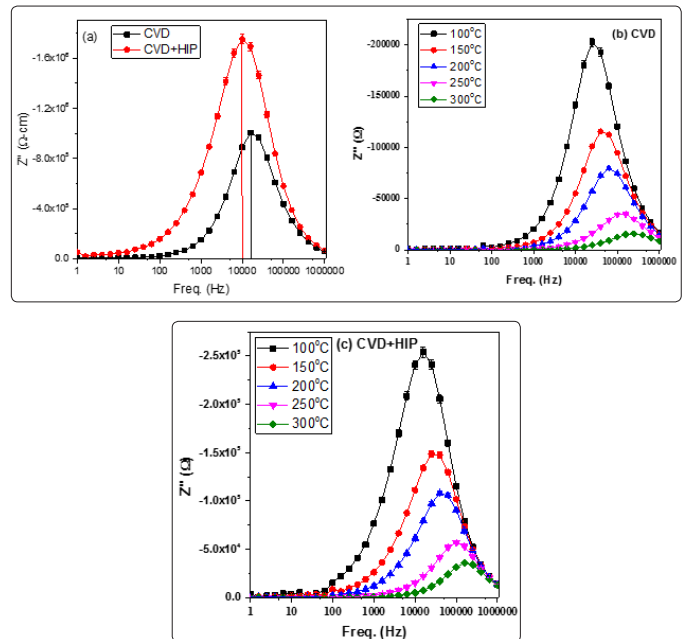 (a)
CVD
CVD+HIP
-1.6x10⁶
-1.2x10⁶
-8.0x10⁵
-4.0x10⁵
0.0
Z'' (Ω-cm)
1 10 100 1000 10000 100000 1000000
Freq. (Hz)
(b) CVD
100°C
150°C
200°C
250°C
300°C
-200000
-150000
-100000
-50000
0
Z'' (Ω)
1 10 100 1000 10000 100000 1000000
Freq. (Hz)
(c) CVD+HIP
100°C
150°C
200°C
250°C
300°C
-2.5x10⁵
-2.0x10⁵
-1.5x10⁵
-1.0x10⁵
-5.0x10⁴
0.0
Z'' (Ω)
1 10 100 1000 10000 100000 1000000
Freq. (Hz)